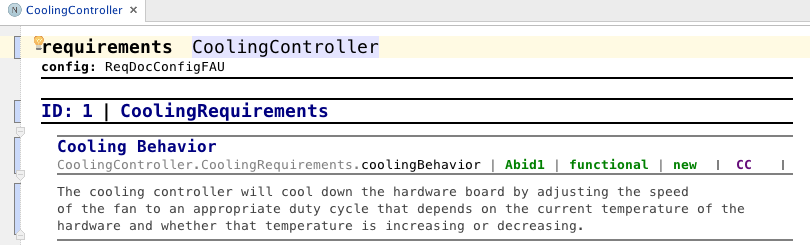 N CoolingController ×
requirements CoolingController
config: ReqDocConfigFAU
ID: 1 | CoolingRequirements
Cooling Behavior
CoolingController.CoolingRequirements.coolingBehavior | Abid1 | functional | new | CC |
The cooling controller will cool down the hardware board by adjusting the speed
of the fan to an appropriate duty cycle that depends on the current temperature of the
hardware and whether that temperature is increasing or decreasing.